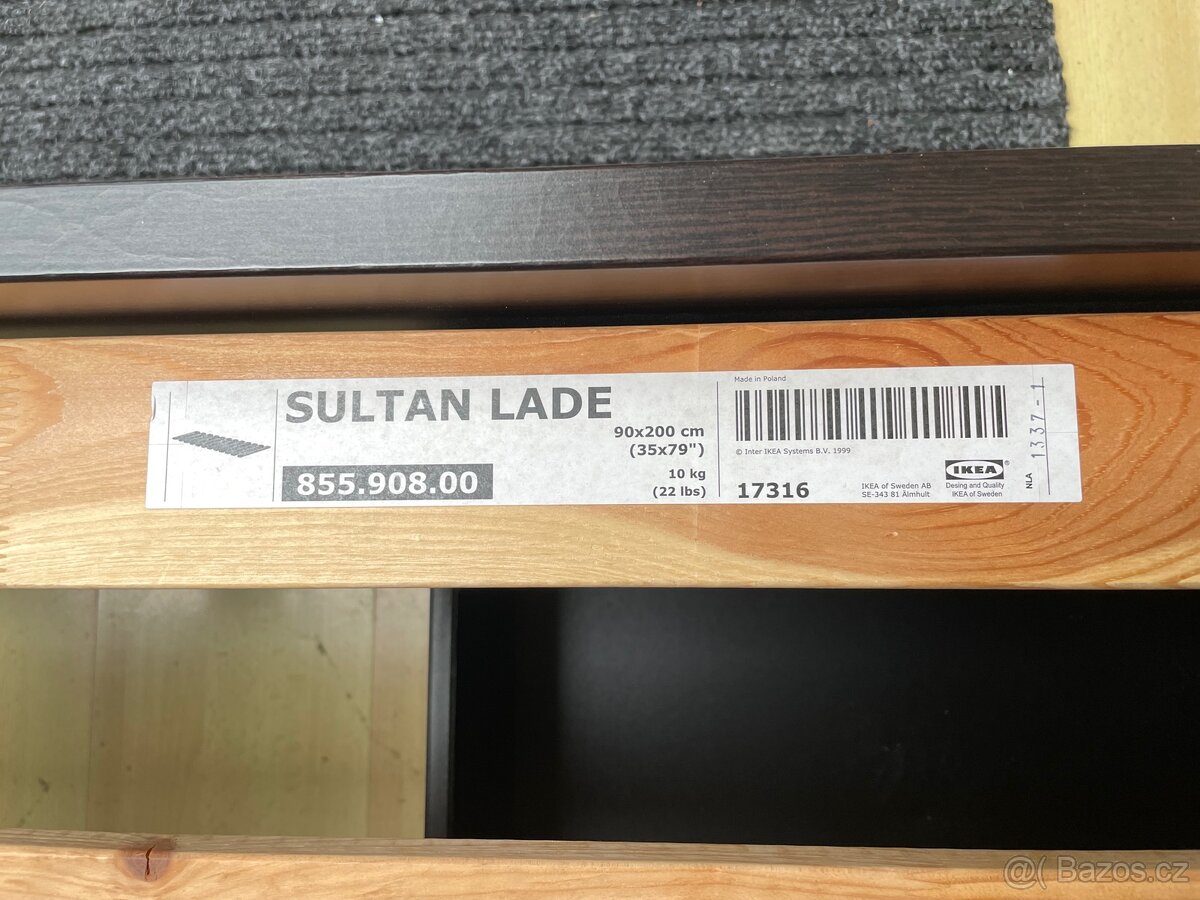 SULTAN LADE
90x200 cm
(35x79")
855.908.00
10 kg
(22 lbs)
Made in Poland
© Inter IKEA Systems B.V. 1999
17316
IKEA of Sweden AB
SE-343 81 Älmhult
IKEA®
Desing and Quality
IKEA of Sweden
NLA
1337-1
@( Bazos.cz